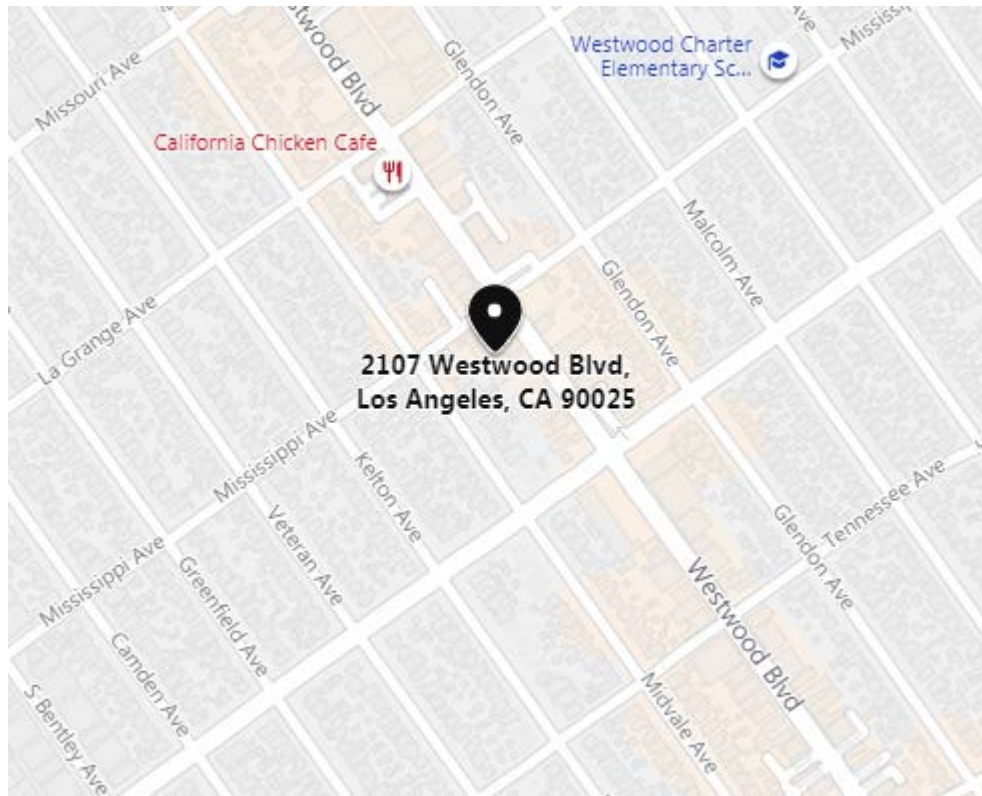 stwood Blvd
Glendon Ave
Westwood Charter
Elementary Sc...
Ave
Mississip
Missouri Ave
California Chicken Cafe
Malcolm Ave
Glendon Ave
La Grange Ave
2107 Westwood Blvd,
Los Angeles, CA 90025
Mississippi Ave
Kelton Ave
Veteran Ave
Glendon Ave
Tennessee Ave
Mississippi Ave
Greenfield Ave
Westwood Blvd
Camden Ave
S Bentley Ave
Midvale Ave